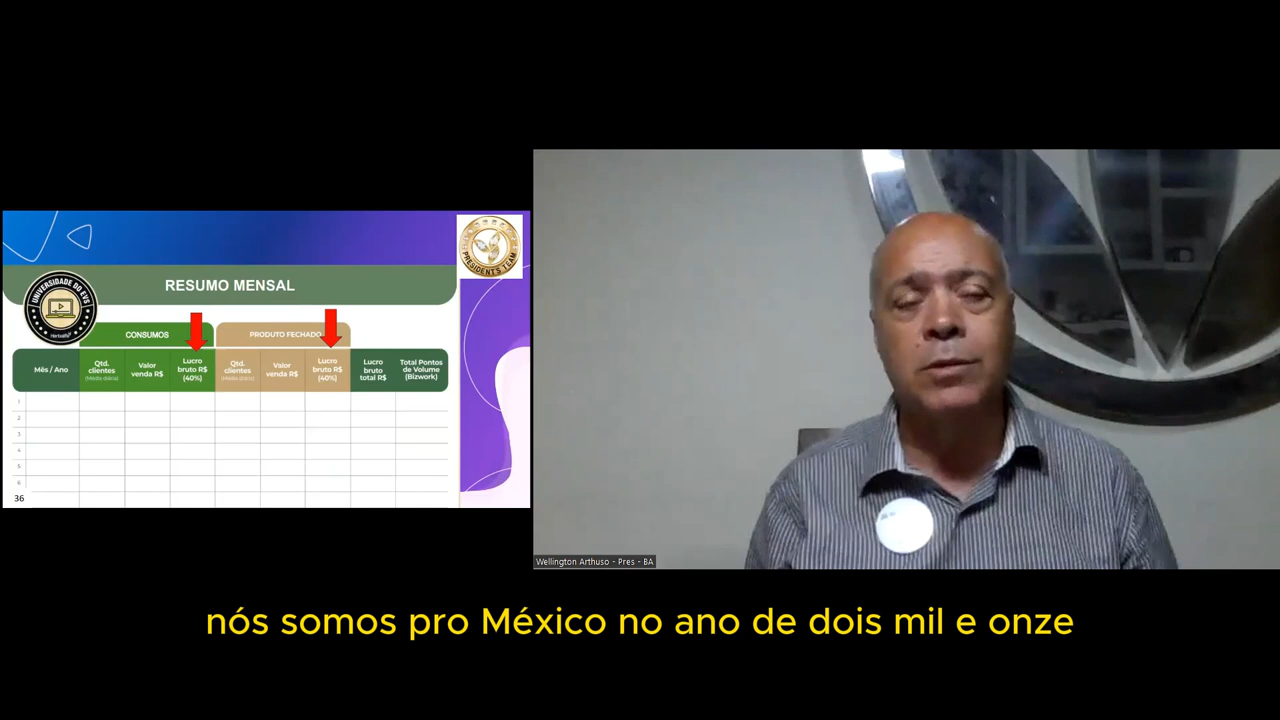 RESUMO MENSAL
UNIVERSIDADE DO EVS
Herbalife
PRESIDENT'S TEAM
CONSUMOS
PRODUTO FECHADO
Mês / Ano
Qtd. clientes (Média diária)
Valor venda R$
Lucro bruto R$ (40%)
Qtd. clientes (Média diária)
Valor venda R$
Lucro bruto R$ (40%)
Lucro bruto total R$
Total Pontos de Volume (Bizwork)
1
2
3
4
5
6
36
Wellington Arthuso - Pres - BA
nós somos pro México no ano de dois mil e onze